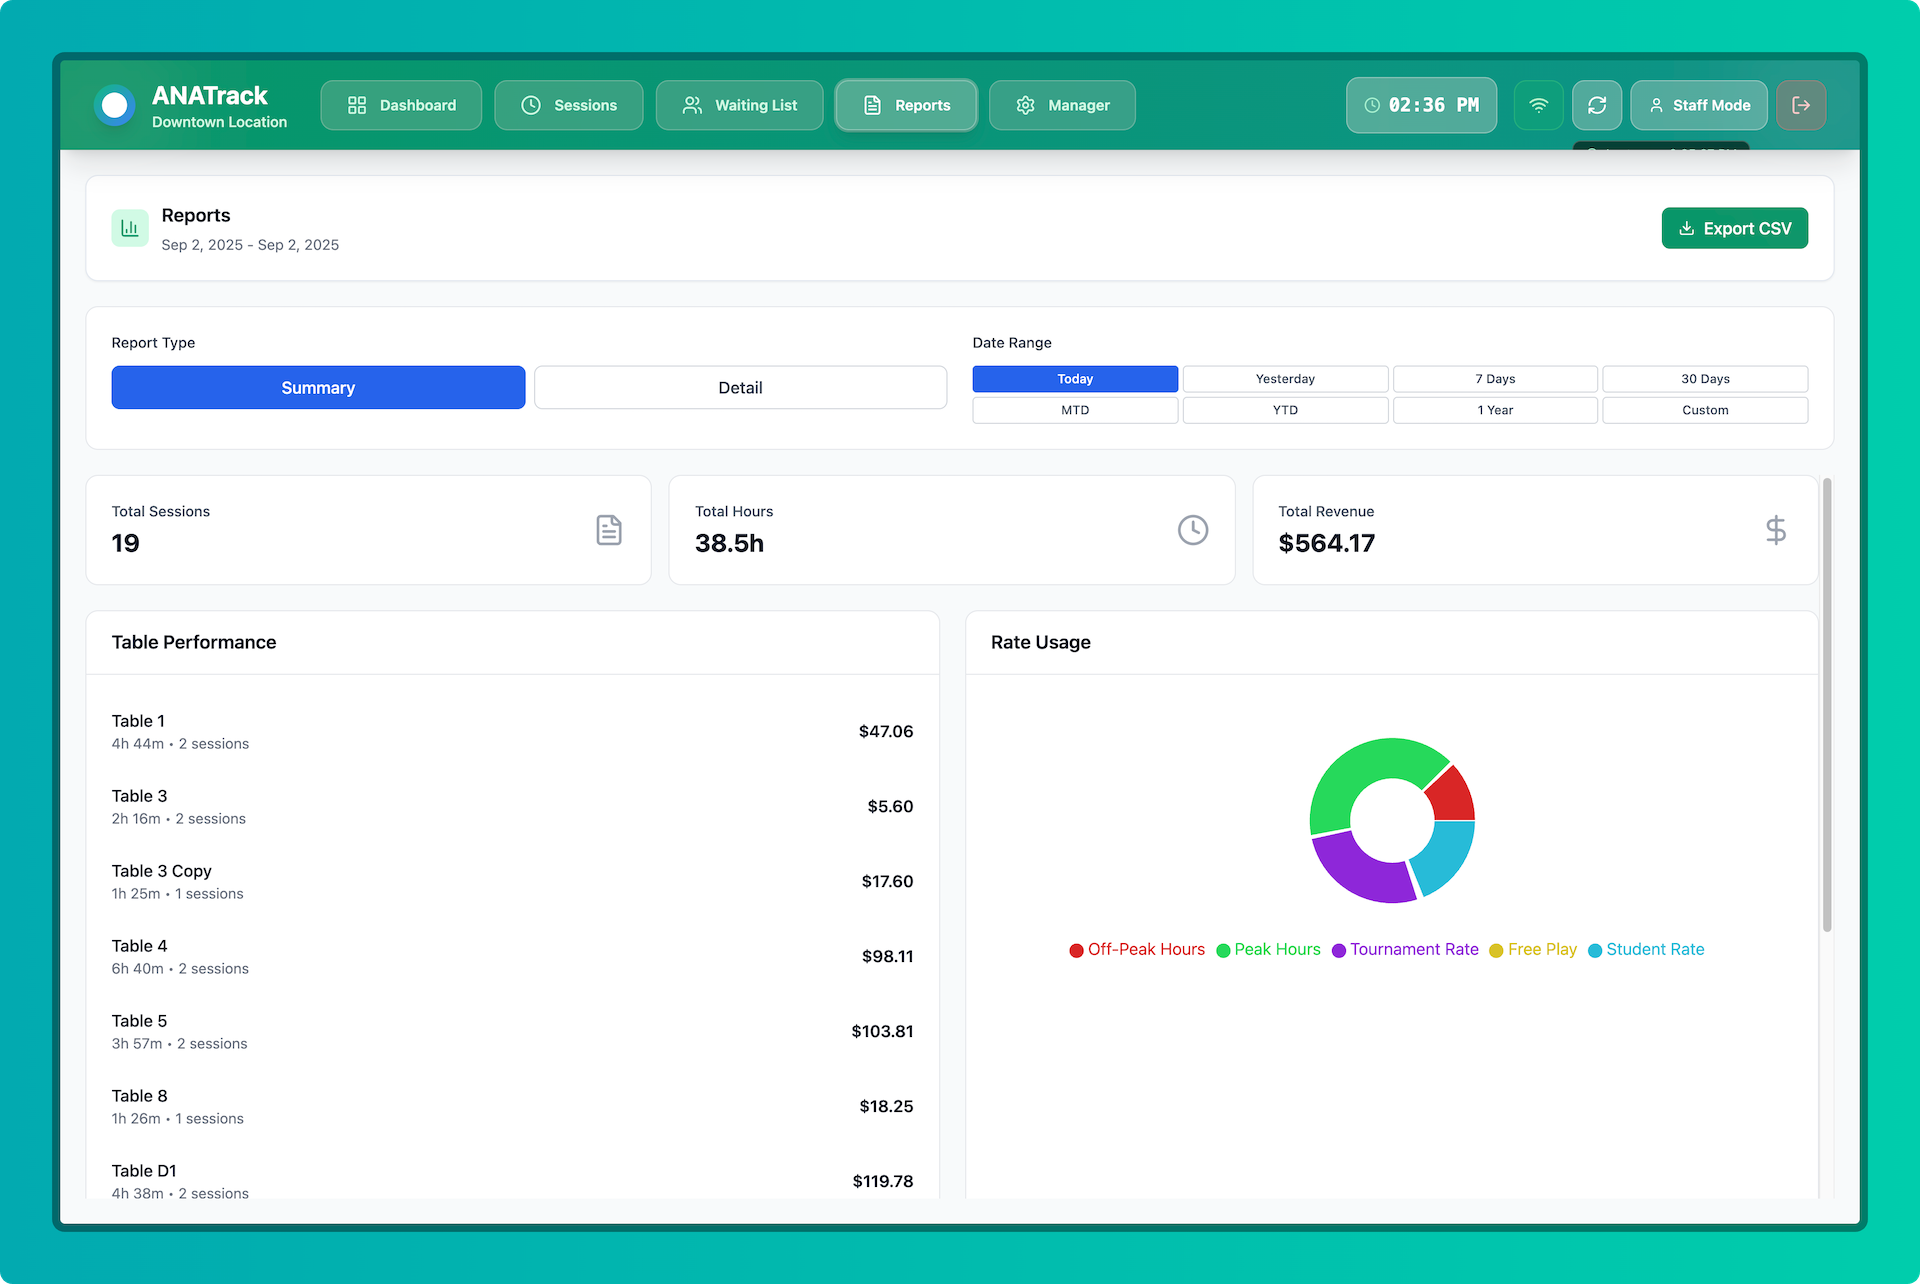 ANATrack
Downtown Location
Dashboard
Sessions
Waiting List
Reports
Manager
02:36 PM
Staff Mode
Reports
Sep 2, 2025 - Sep 2, 2025
Export CSV
Report Type
Summary
Detail
Date Range
Today
Yesterday
7 Days
30 Days
MTD
YTD
1 Year
Custom
Total Sessions
19
Total Hours
38.5h
Total Revenue
$564.17
Table Performance
Table 1
4h 44m • 2 sessions
$47.06
Table 3
2h 16m • 2 sessions
$5.60
Table 3 Copy
1h 25m • 1 sessions
$17.60
Table 4
6h 40m • 2 sessions
$98.11
Table 5
3h 57m • 2 sessions
$103.81
Table 8
1h 26m • 1 sessions
$18.25
Table D1
4h 38m • 2 sessions
$119.78
Rate Usage
Off-Peak Hours
Peak Hours
Tournament Rate
Free Play
Student Rate